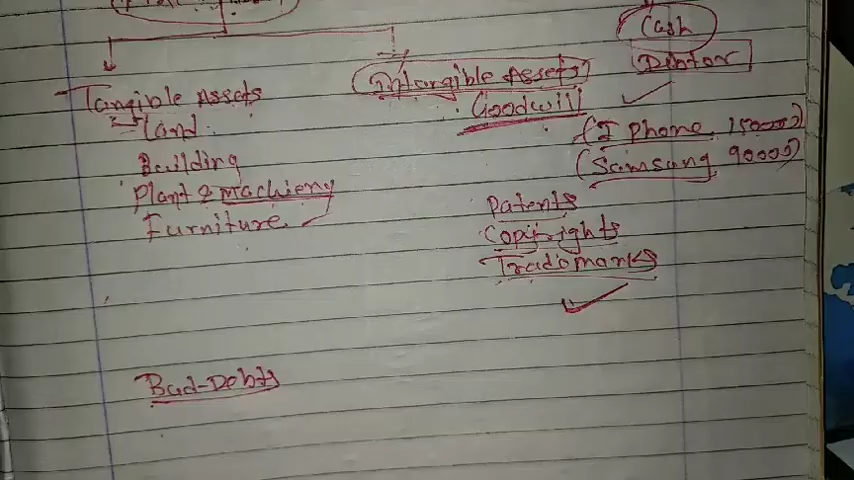 Cash
Debtor
Tangible Assets
Intangible Assets
Goodwill
Land
(I phone 150000)
Building
(Samsung 90000)
Plant & machieny
Furniture
Patents
Copyrights
Trademarks
Bad-Debts